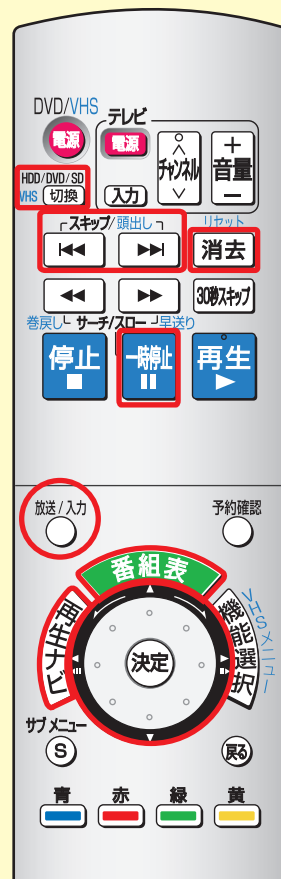 DVD/VHS
テレビ
電源
電源
チャンネル
+
音量
−
HDD/DVD/SD
VHS 切換
入力
スキップ/頭出し
リセット
消去
30秒スキップ
巻戻し サーチ/スロー 早送り
停止
一時停止
再生
放送/入力
予約確認
番組表
再生ナビ
決定
機能選択
VHSメニュー
サブ メニュー
S
戻る
青 赤 緑 黄